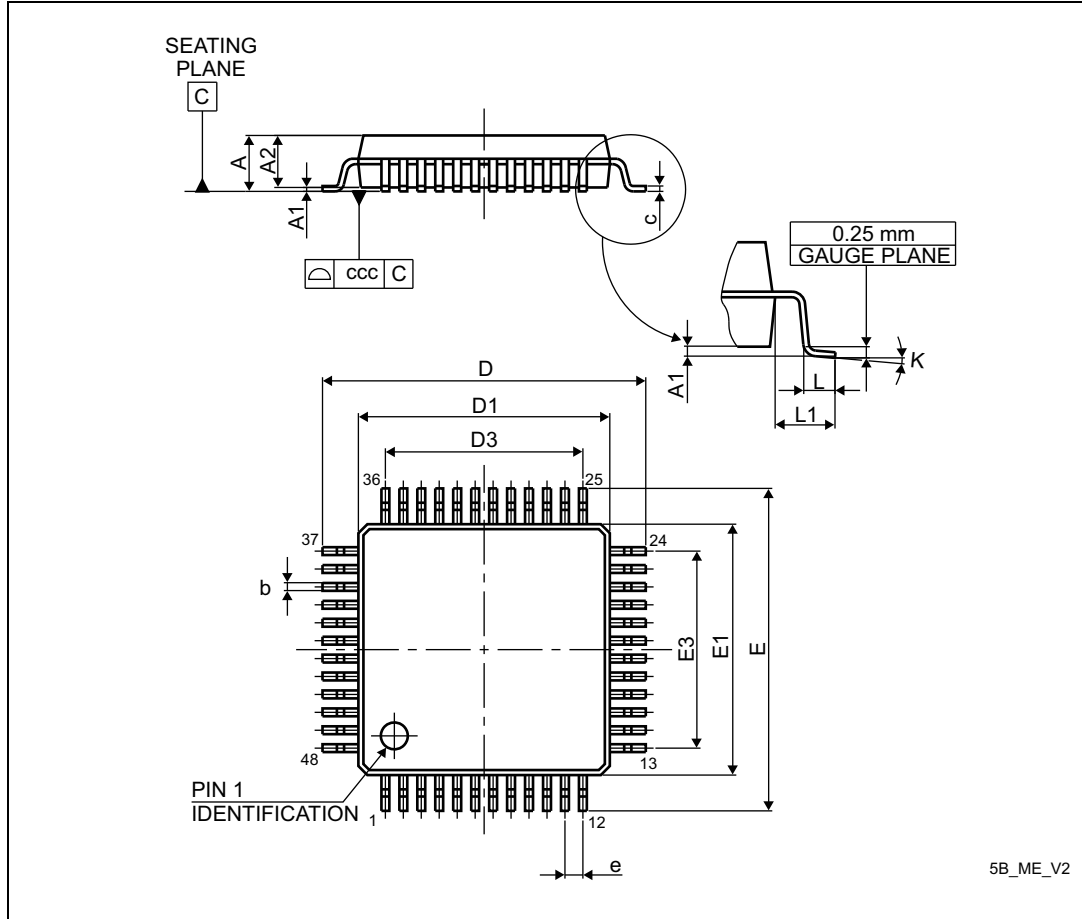 SEATING
PLANE
C
A
A2
A1
c
ccc C
0.25 mm
GAUGE PLANE
A1
K
L
L1
D
D1
D3
36
25
37
24
b
E3
E1
E
48
13
PIN 1
IDENTIFICATION
1
12
e
5B_ME_V2